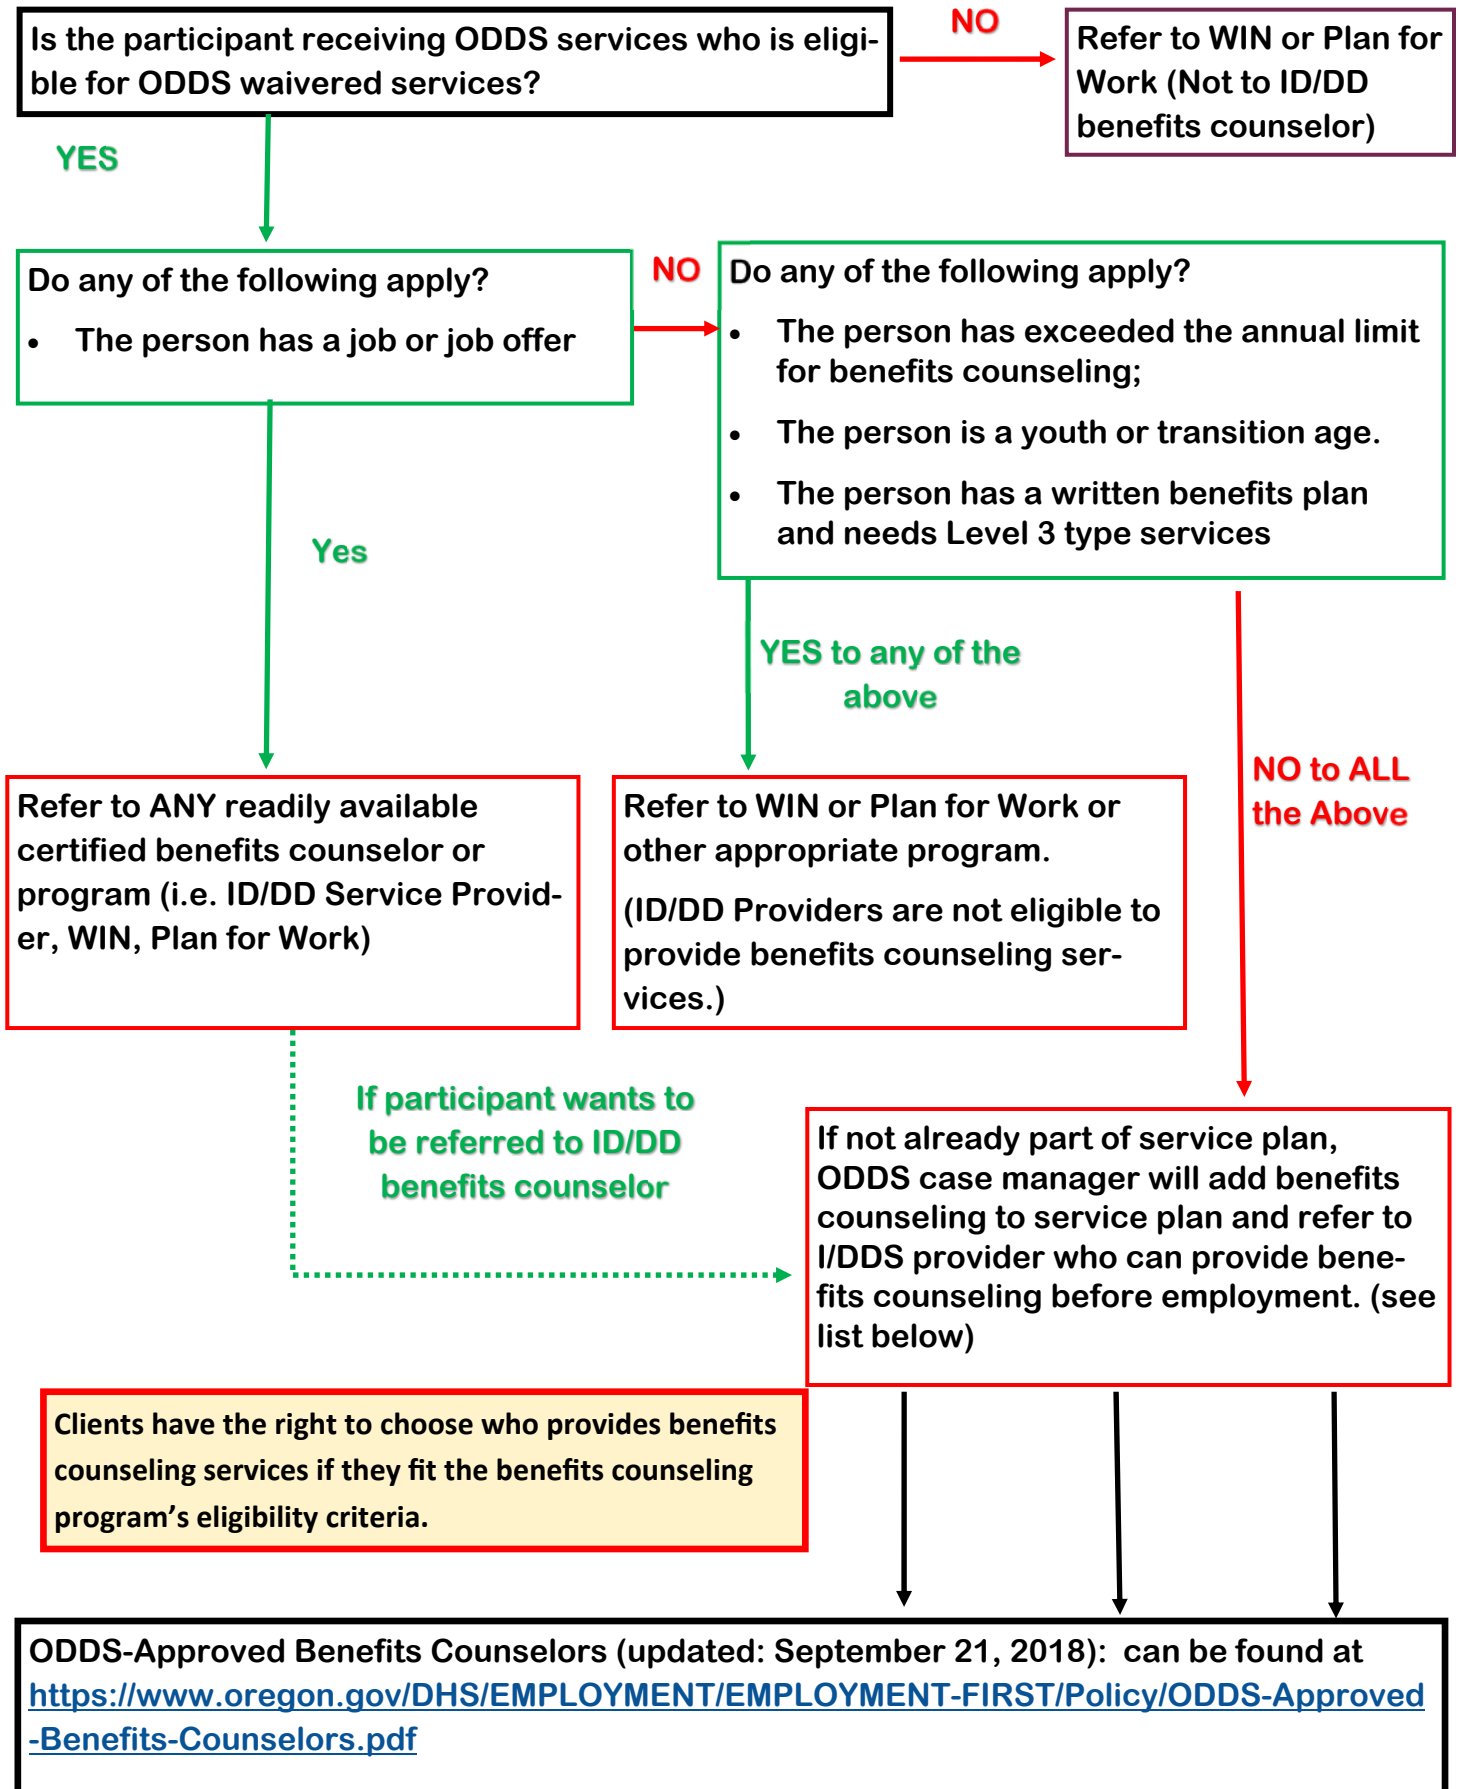 Is the participant receiving ODDS services who is eligi-
ble for ODDS waivered services?
NO
Refer to WIN or Plan for
Work (Not to ID/DD
benefits counselor)
YES
Do any of the following apply?
• The person has a job or job offer
NO
Do any of the following apply?
• The person has exceeded the annual limit
for benefits counseling;
• The person is a youth or transition age.
• The person has a written benefits plan
and needs Level 3 type services
Yes
YES to any of the
above
NO to ALL
the Above
Refer to ANY readily available
certified benefits counselor or
program (i.e. ID/DD Service Provid-
er, WIN, Plan for Work)
Refer to WIN or Plan for Work or
other appropriate program.
(ID/DD Providers are not eligible to
provide benefits counseling ser-
vices.)
If participant wants to
be referred to ID/DD
benefits counselor
If not already part of service plan,
ODDS case manager will add benefits
counseling to service plan and refer to
I/DDS provider who can provide bene-
fits counseling before employment. (see
list below)
Clients have the right to choose who provides benefits
counseling services if they fit the benefits counseling
program’s eligibility criteria.
ODDS-Approved Benefits Counselors (updated: September 21, 2018):  can be found at
https://www.oregon.gov/DHS/EMPLOYMENT/EMPLOYMENT-FIRST/Policy/ODDS-Approved
-Benefits-Counselors.pdf